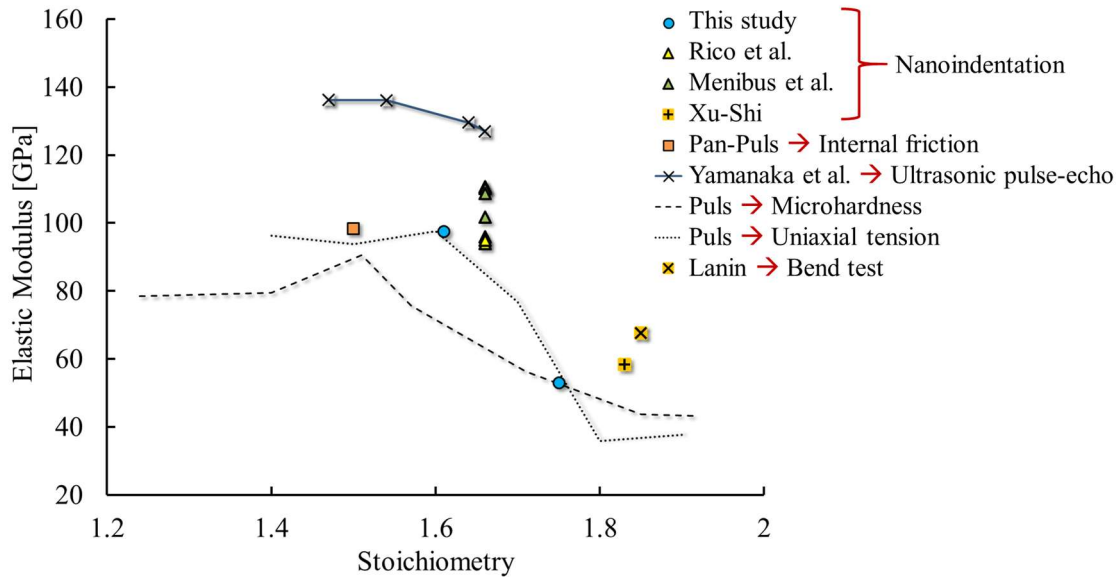 160
140
120
100
80
60
40
20
Elastic Modulus [GPa]
1.2 1.4 1.6 1.8 2
Stoichiometry
This study
Rico et al.
Menibus et al.
Xu-Shi
Nanoindentation
Pan-Puls → Internal friction
Yamanaka et al. → Ultrasonic pulse-echo
Puls → Microhardness
Puls → Uniaxial tension
Lanin → Bend test